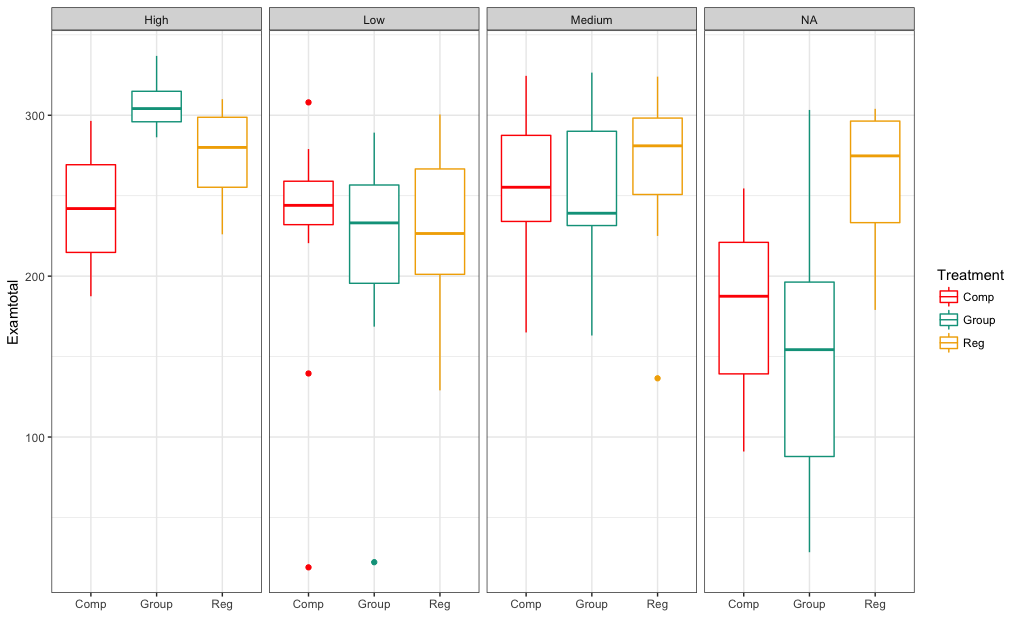 High Low Medium NA
Examtotal
300
200
100
Comp Group Reg Comp Group Reg Comp Group Reg Comp Group Reg
Treatment
Comp
Group
Reg